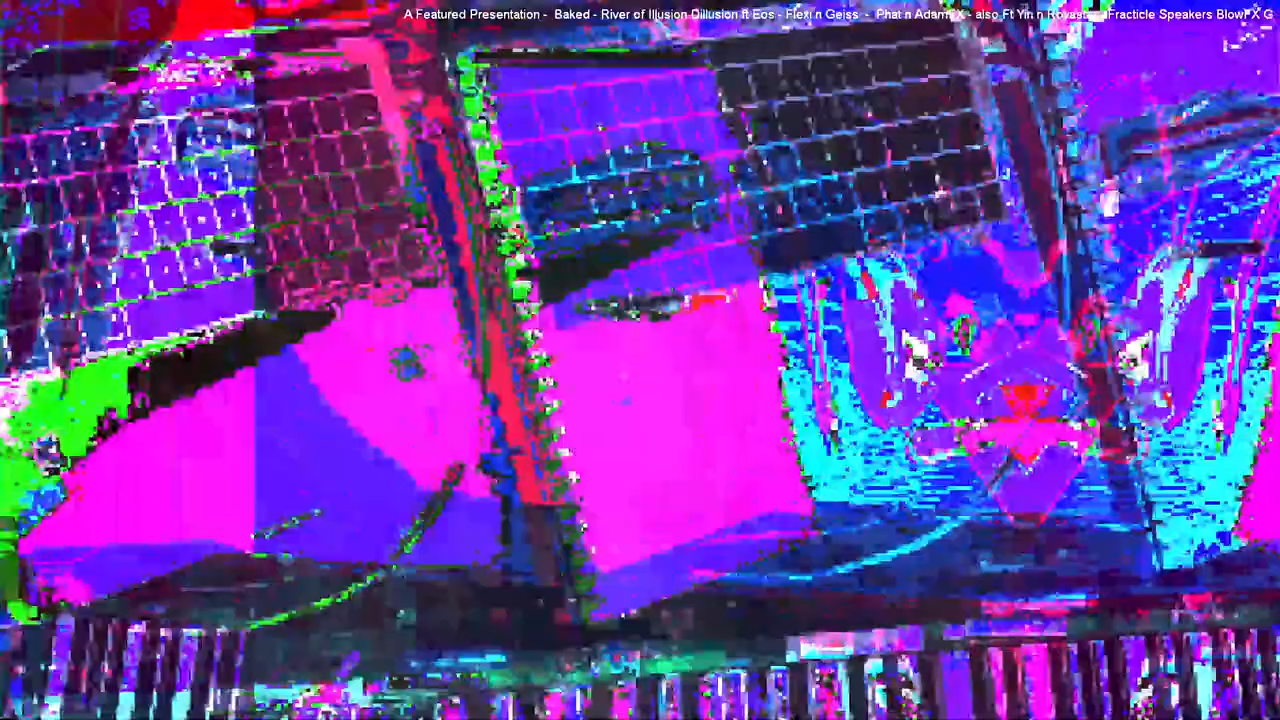 A Featured Presentation - Baked - River of Illusion Dillusion ft Eos - Flexi n Geiss - Phat n Adam X - also Ft Yin n Rovastar Fracticle Speakers Blow! X G